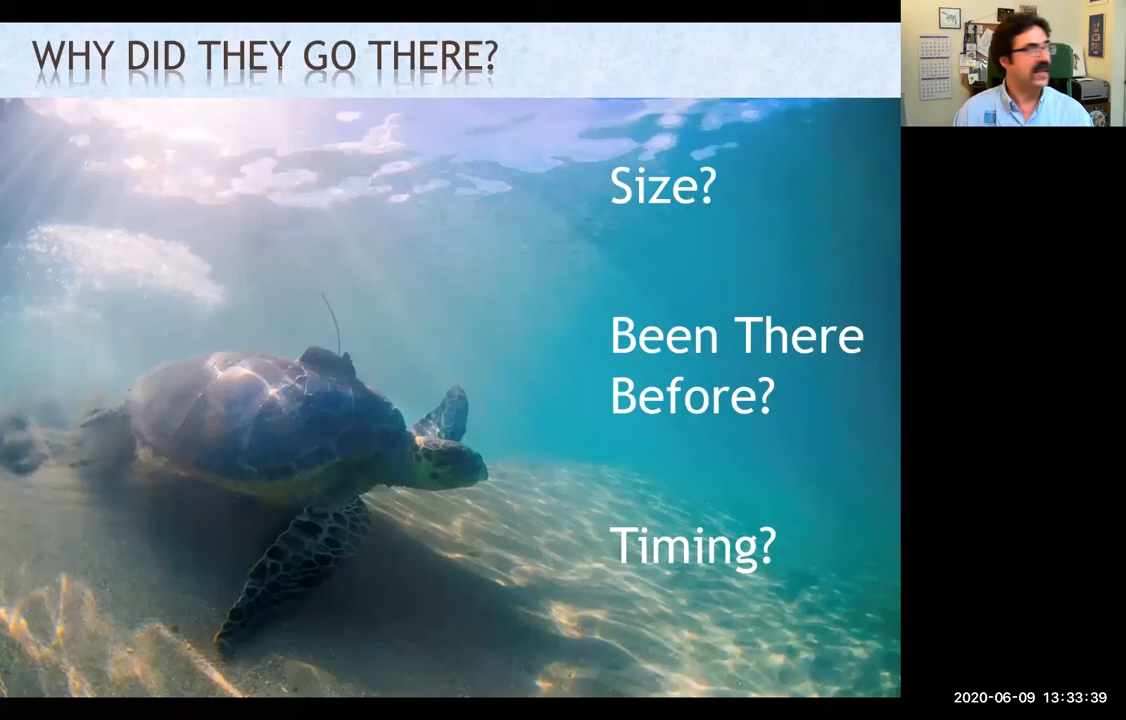 WHY DID THEY GO THERE?
Size?
Been There
Before?
Timing?
2020-06-09 13:33:39